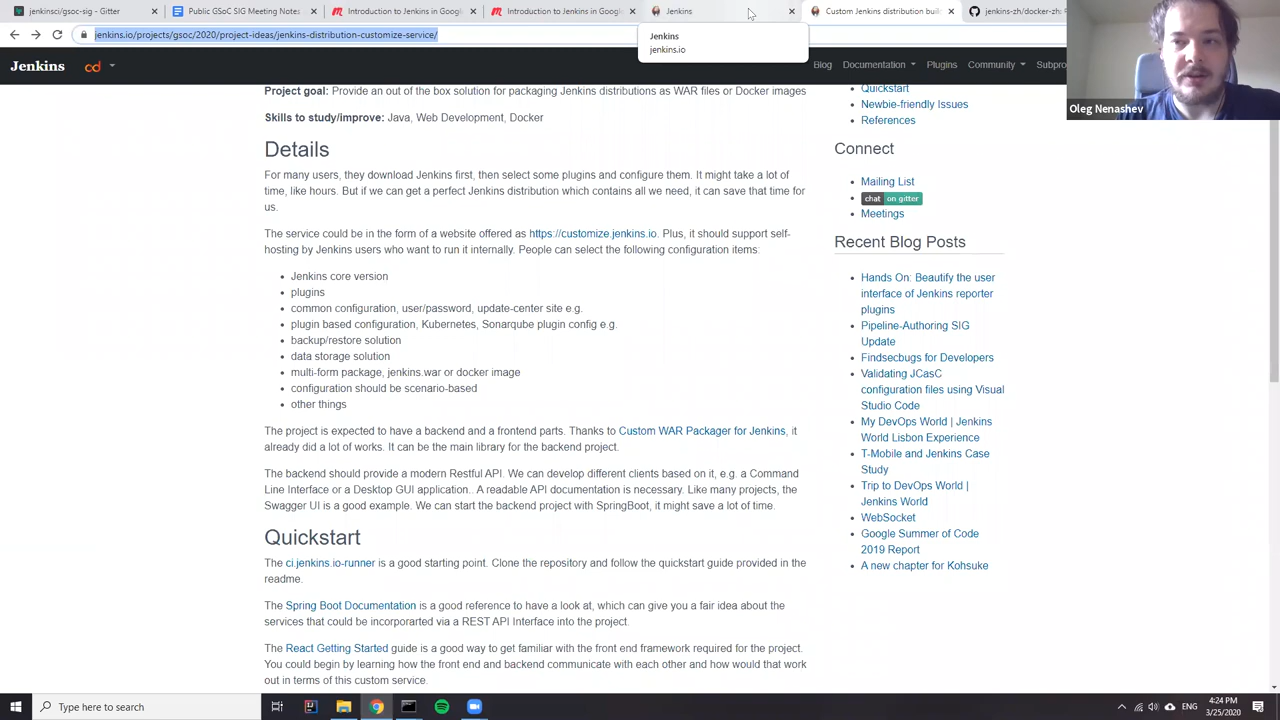 jenkinsci/gsoc-sig - Gitter
Public GSoC SIG Meeting Notes
Introduction to Jenkins in Googl
Introduction to Jenkins in Googl
Jenkins
Custom Jenkins distribution buil
jenkins-zh/docker-zh:
jenkins.io/projects/gsoc/2020/project-ideas/jenkins-distribution-customize-service/
Jenkins
jenkins.io
Jenkins
cd
Blog
Documentation
Plugins
Community
Subpro
Oleg Nenashev
Project goal: Provide an out of the box solution for packaging Jenkins distributions as WAR files or Docker images
Skills to study/improve: Java, Web Development, Docker
Details
For many users, they download Jenkins first, then select some plugins and configure them. It might take a lot of
time, like hours. But if we can get a perfect Jenkins distribution which contains all we need, it can save that time for
us.
The service could be in the form of a website offered as https://customize.jenkins.io. Plus, it should support self-
hosting by Jenkins users who want to run it internally. People can select the following configuration items:
Jenkins core version
plugins
common configuration, user/password, update-center site e.g.
plugin based configuration, Kubernetes, Sonarqube plugin config e.g.
backup/restore solution
data storage solution
multi-form package, jenkins.war or docker image
configuration should be scenario-based
other things
The project is expected to have a backend and a frontend parts. Thanks to Custom WAR Packager for Jenkins, it
already did a lot of works. It can be the main library for the backend project.
The backend should provide a modern Restful API. We can develop different clients based on it, e.g. a Command
Line Interface or a Desktop GUI application.. A readable API documentation is necessary. Like many projects, the
Swagger UI is a good example. We can start the backend project with SpringBoot, it might save a lot of time.
Quickstart
The ci.jenkins.io-runner is a good starting point. Clone the repository and follow the quickstart guide provided in the
readme.
The Spring Boot Documentation is a good reference to have a look at, which can give you a fair idea about the
services that could be incorporarted via a REST API Interface into the project.
The React Getting Started guide is a good way to get familiar with the front end framework required for the project.
You could begin by learning how the front end and backend communicate with each other and how would that work
out in terms of this custom service.
Quickstart
Newbie-friendly Issues
References
Connect
Mailing List
chat on gitter
Meetings
Recent Blog Posts
Hands On: Beautify the user
interface of Jenkins reporter
plugins
Pipeline-Authoring SIG
Update
Findsecbugs for Developers
Validating JCasC
configuration files using Visual
Studio Code
My DevOps World | Jenkins
World Lisbon Experience
T-Mobile and Jenkins Case
Study
Trip to DevOps World |
Jenkins World
WebSocket
Google Summer of Code
2019 Report
A new chapter for Kohsuke
Type here to search
4:24 PM
3/25/2020